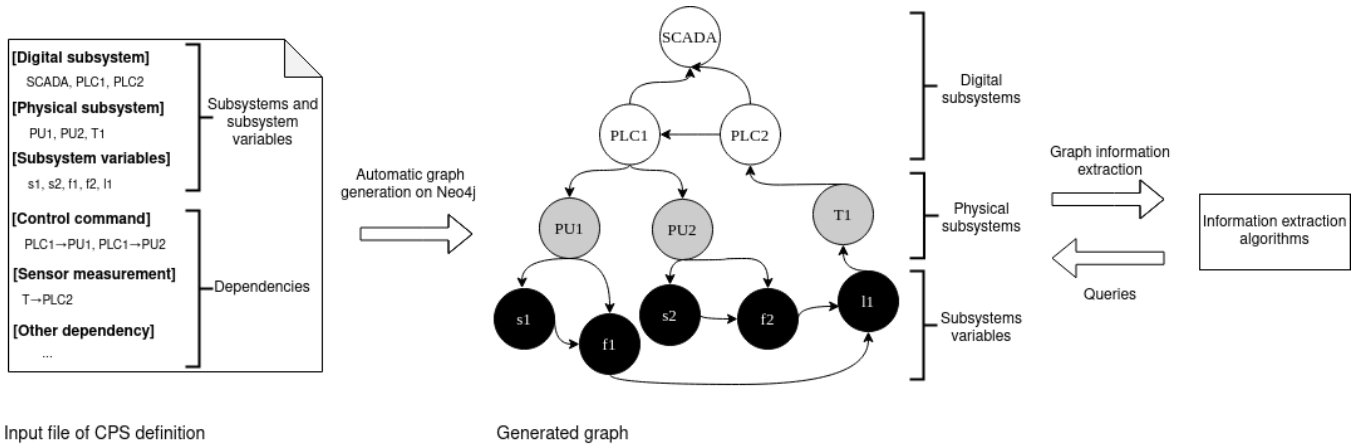 [Digital subsystem]
SCADA, PLC1, PLC2
[Physical subsystem]
PU1, PU2, T1
[Subsystem variables]
s1, s2, f1, f2, l1
Subsystems and
subsystem
variables
[Control command]
PLC1→PU1, PLC1→PU2
[Sensor measurement]
T→PLC2
[Other dependency]
...
Dependencies
Input file of CPS definition
Automatic graph
generation on Neo4j
SCADA
PLC1
PLC2
PU1
PU2
T1
s1
f1
s2
f2
l1
Generated graph
Digital
subsystems
Physical
subsystems
Subsystems
variables
Graph information
extraction
Queries
Information extraction
algorithms